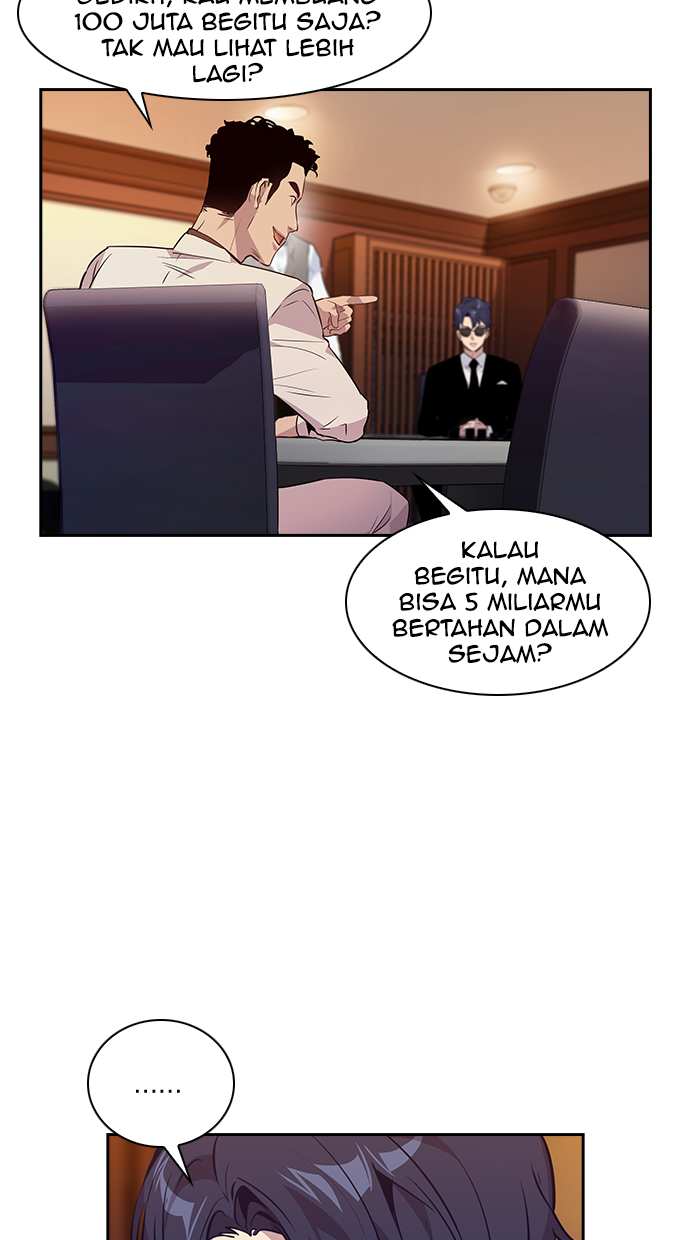 100 JUTA BEGITU SAJA?
TAK MAU LIHAT LEBIH
LAGI?
KALAU
BEGITU, MANA
BISA 5 MILIARMU
BERTAHAN DALAM
SEJAM?
......